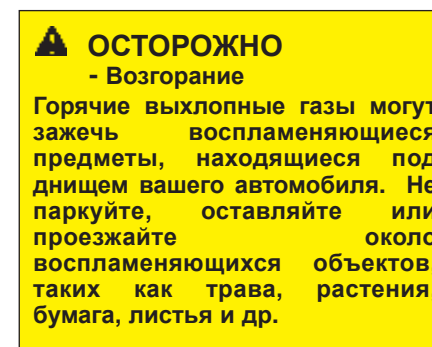 ОСТОРОЖНО
- Возгорание
Горячие выхлопные газы могут
зажечь воспламеняющиеся
предметы, находящиеся под
днищем вашего автомобиля. Не
паркуйте, оставляйте или
проезжайте около
воспламеняющихся объектов
таких как трава, растения
бумага, листья и др.